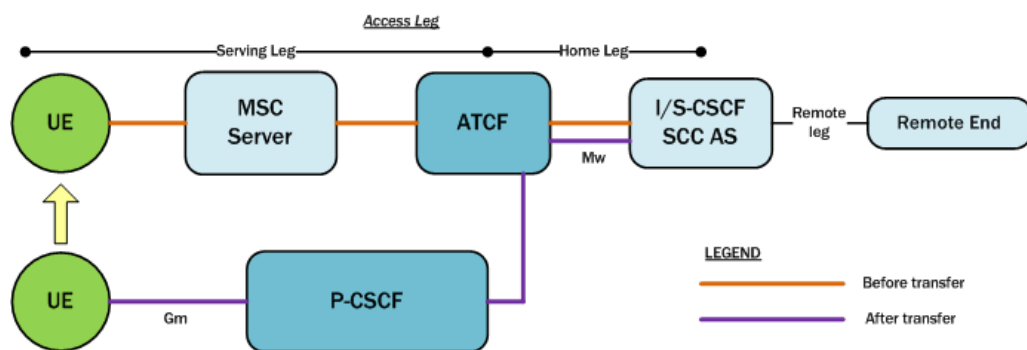 Access Leg
Serving Leg
Home Leg
UE
MSC
Server
ATCF
I/S-CSCF
SCC AS
Remote
leg
Remote End
Mw
UE
Gm
P-CSCF
LEGEND
Before transfer
After transfer